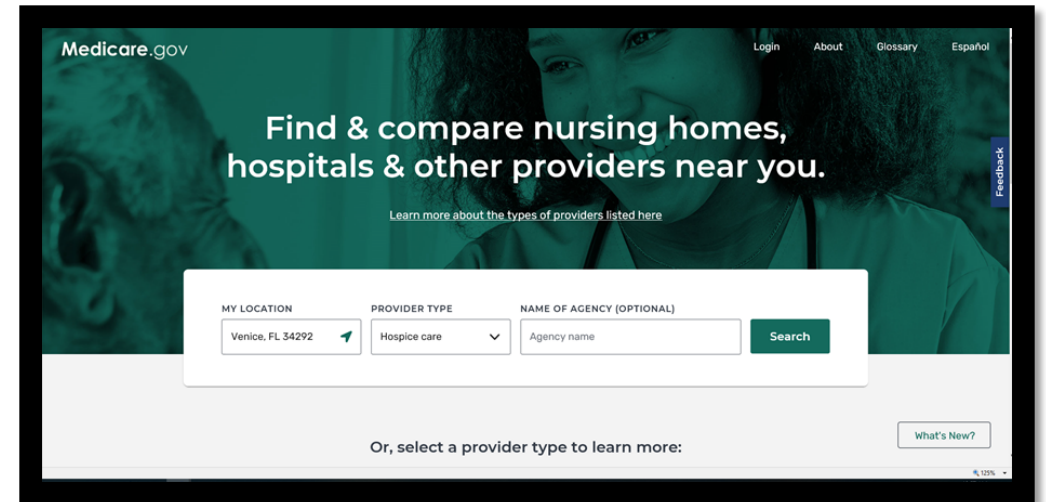 Medicare.gov
Login About Glossary Español
Find & compare nursing homes,
hospitals & other providers near you.
Feedback
Learn more about the types of providers listed here
MY LOCATION PROVIDER TYPE NAME OF AGENCY (OPTIONAL)
Venice, FL 34292 Hospice care Agency name Search
What's New?
Or, select a provider type to learn more:
125%